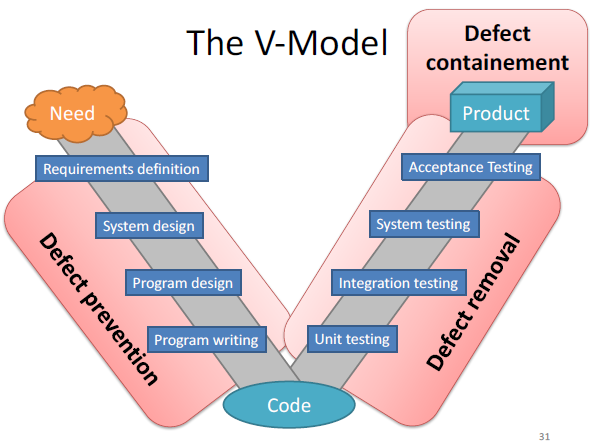 The V-Model
Defect
containement
Need
Product
Requirements definition
Acceptance Testing
System design
System testing
Program design
Integration testing
Program writing
Unit testing
Defect prevention
Defect removal
Code
31